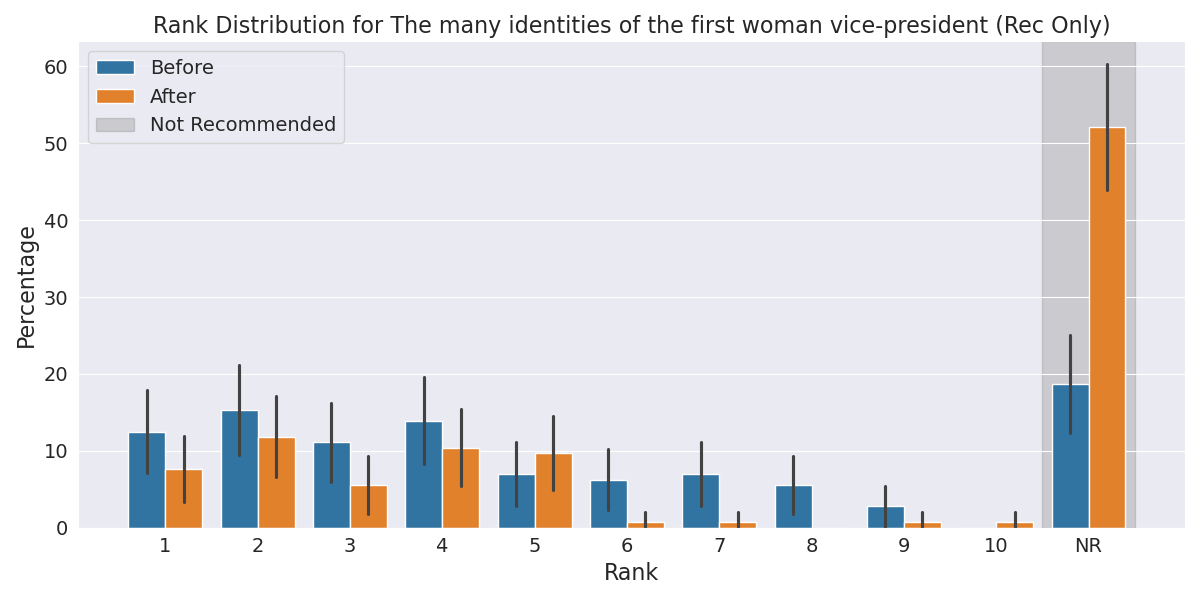 Rank Distribution for The many identities of the first woman vice-president (Rec Only)
Before
After
Not Recommended
Percentage
60
50
40
30
20
10
0
1 2 3 4 5 6 7 8 9 10 NR
Rank